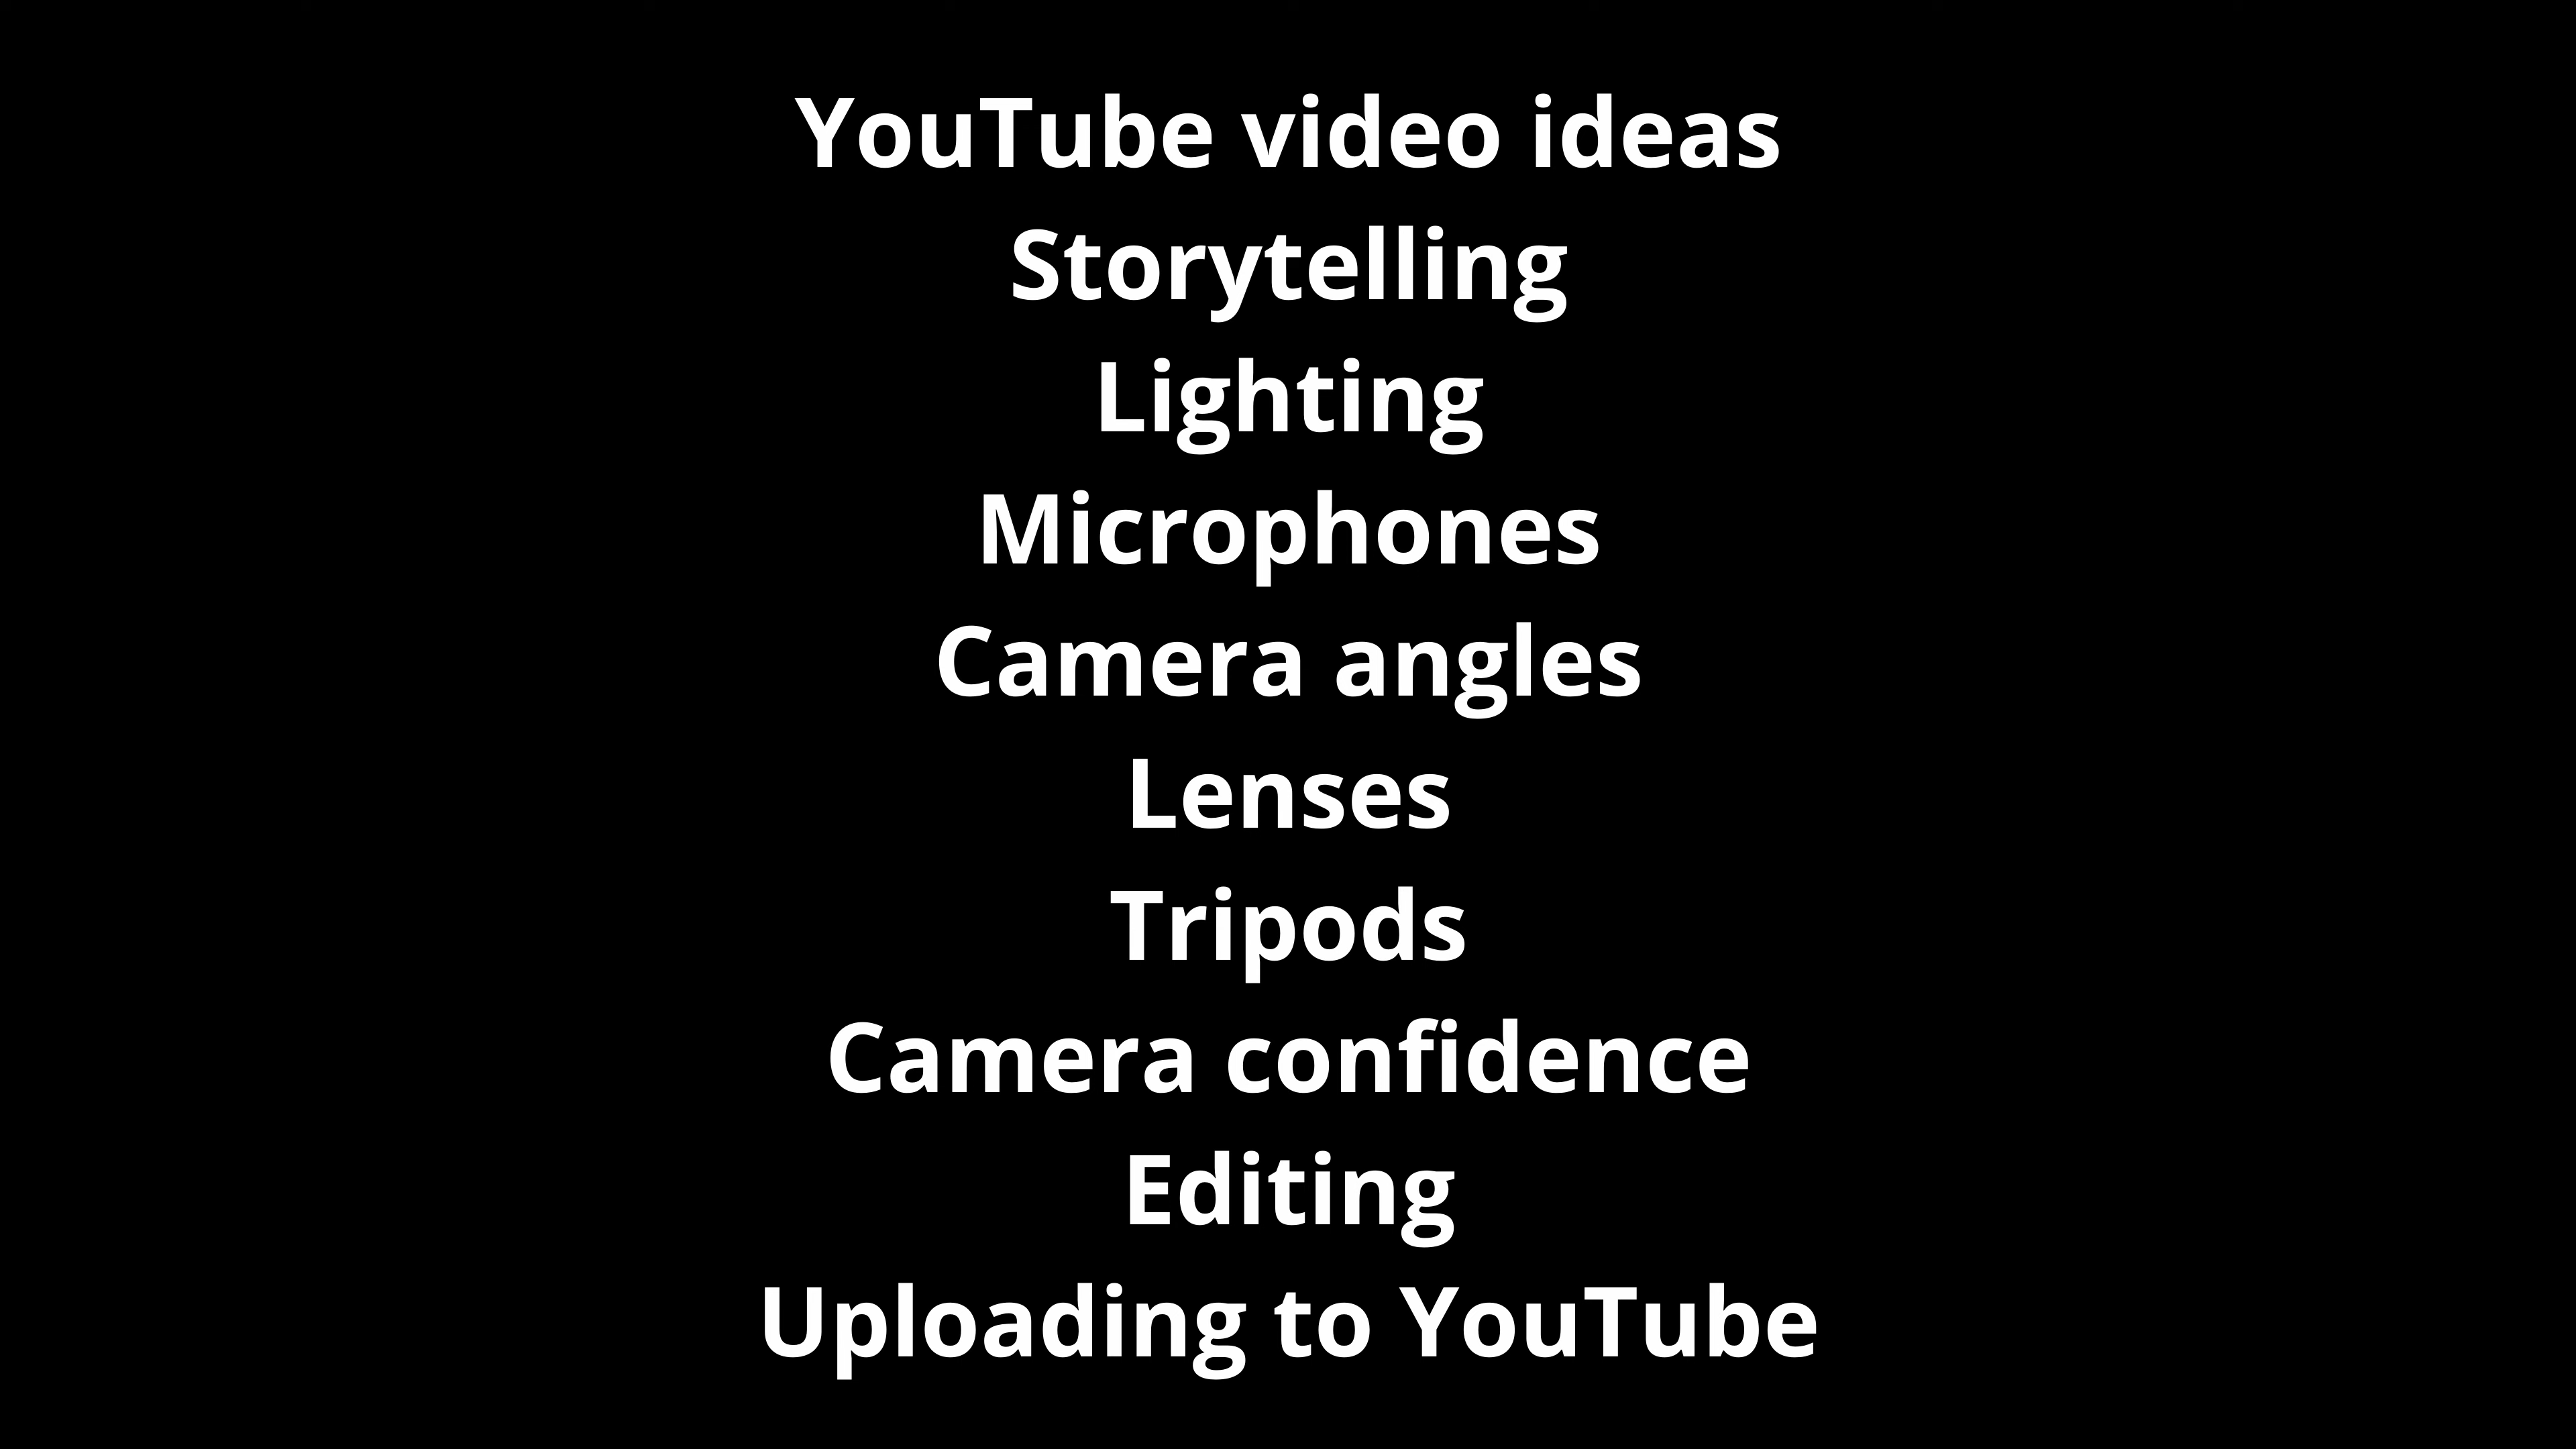 YouTube video ideas
Storytelling
Lighting
Microphones
Camera angles
Lenses
Tripods
Camera confidence
Editing
Uploading to YouTube